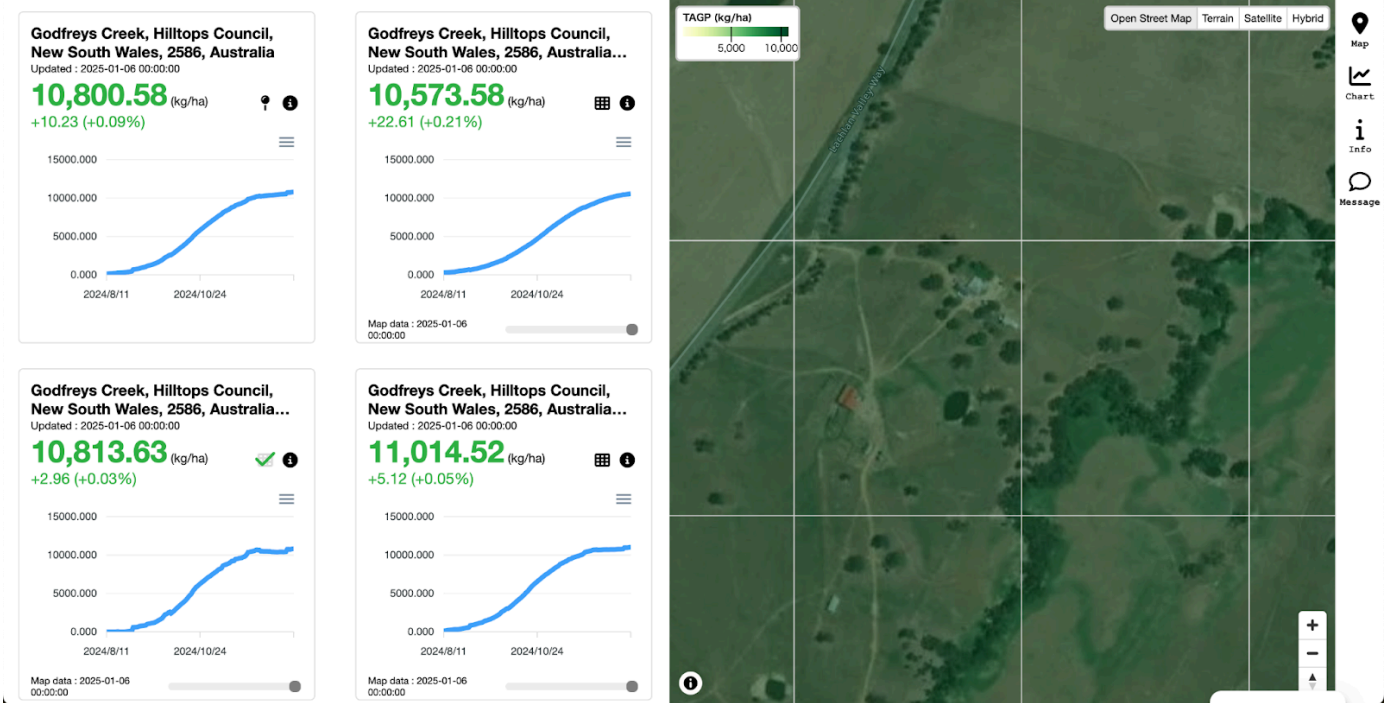 Godfreys Creek, Hilltops Council,
New South Wales, 2586, Australia
Updated : 2025-01-06 00:00:00
10,800.58 (kg/ha)
+10.23 (+0.09%)
15000.000
10000.000
5000.000
0.000
2024/8/11
2024/10/24
Godfreys Creek, Hilltops Council,
New South Wales, 2586, Australia...
Updated : 2025-01-06 00:00:00
10,573.58 (kg/ha)
+22.61 (+0.21%)
15000.000
10000.000
5000.000
0.000
2024/8/11
2024/10/24
Map data : 2025-01-06
00:00:00
Godfreys Creek, Hilltops Council,
New South Wales, 2586, Australia...
Updated : 2025-01-06 00:00:00
10,813.63 (kg/ha)
+2.96 (+0.03%)
15000.000
10000.000
5000.000
0.000
2024/8/11
2024/10/24
Map data : 2025-01-06
00:00:00
Godfreys Creek, Hilltops Council,
New South Wales, 2586, Australia...
Updated : 2025-01-06 00:00:00
11,014.52 (kg/ha)
+5.12 (+0.05%)
15000.000
10000.000
5000.000
0.000
2024/8/11
2024/10/24
Map data : 2025-01-06
00:00:00
TAGP (kg/ha)
5,000 10,000
Open Street Map Terrain Satellite Hybrid
Lachlan Valley Way
Map
Chart
Info
Message